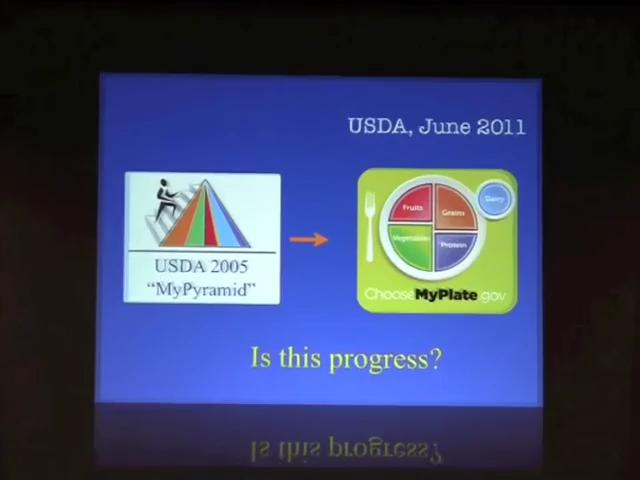 USDA, June 2011
USDA 2005
"MyPyramid"
Fruits
Grains
Vegetables
Protein
Dairy
ChooseMyPlate.gov
Is this progress?
Is this progress?